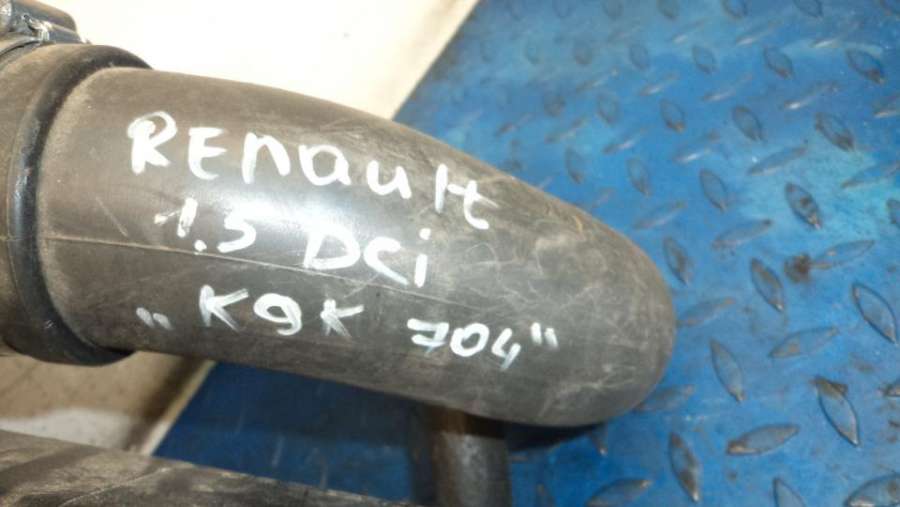 RENault
1.5 DCi
"K9K 704"